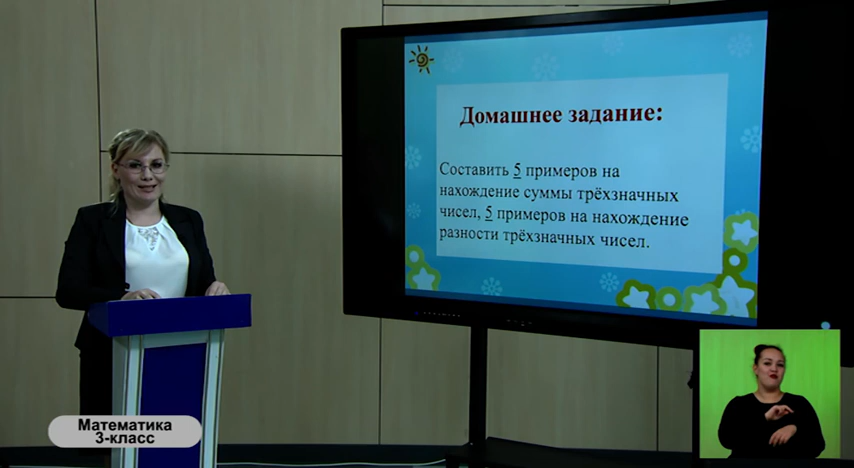 Домашнее задание:
Составить 5 примеров на
нахождение суммы трёхзначных
чисел, 5 примеров на нахождение
разности трёхзначных чисел.
Математика
3-класс